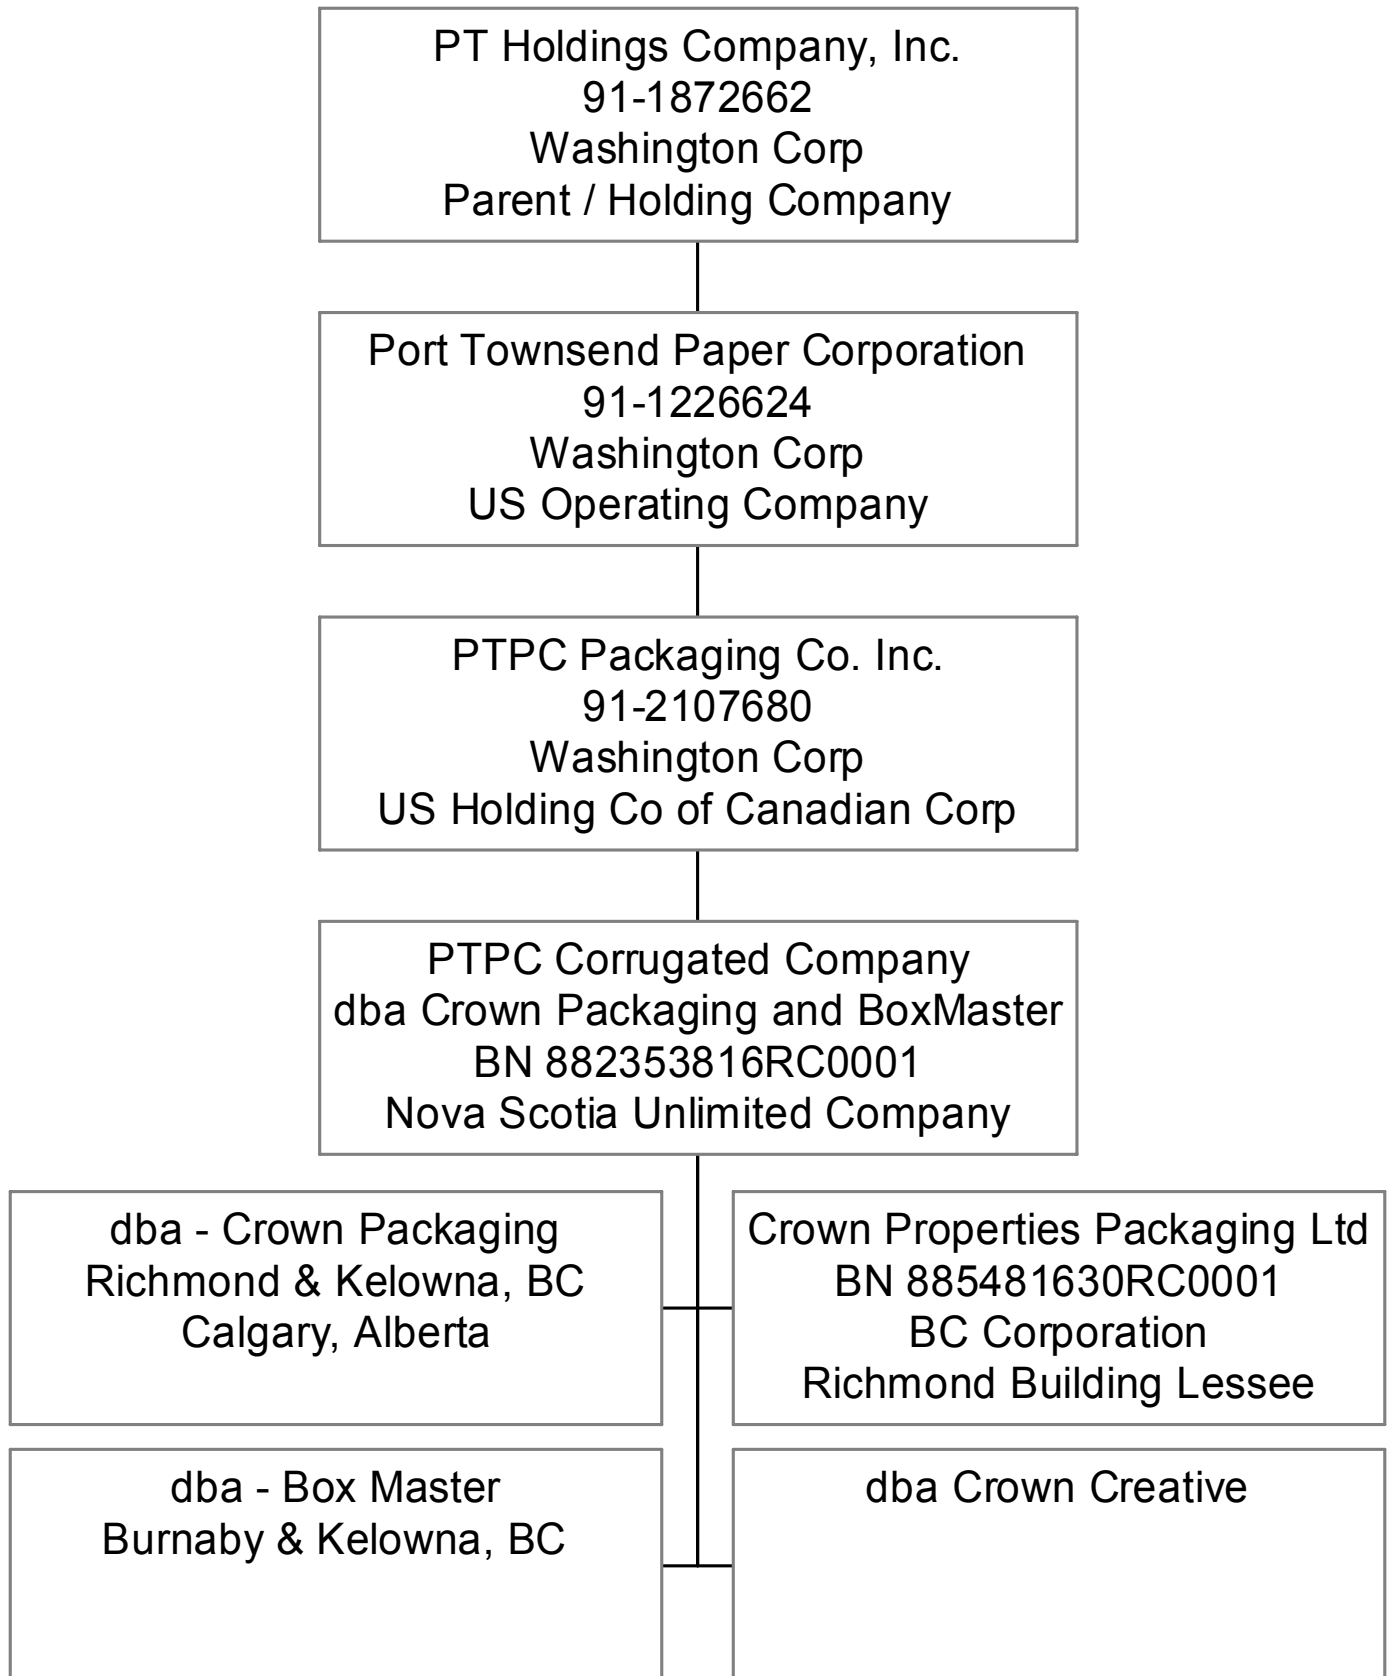 PT Holdings Company, Inc.
91-1872662
Washington Corp
Parent / Holding Company
Port Townsend Paper Corporation
91-1226624
Washington Corp
US Operating Company
PTPC Packaging Co. Inc.
91-2107680
Washington Corp
US Holding Co of Canadian Corp
PTPC Corrugated Company
dba Crown Packaging and BoxMaster
BN 882353816RC0001
Nova Scotia Unlimited Company
dba - Crown Packaging
Richmond & Kelowna, BC
Calgary, Alberta
Crown Properties Packaging Ltd
BN 885481630RC0001
BC Corporation
Richmond Building Lessee
dba - Box Master
Burnaby & Kelowna, BC
dba Crown Creative